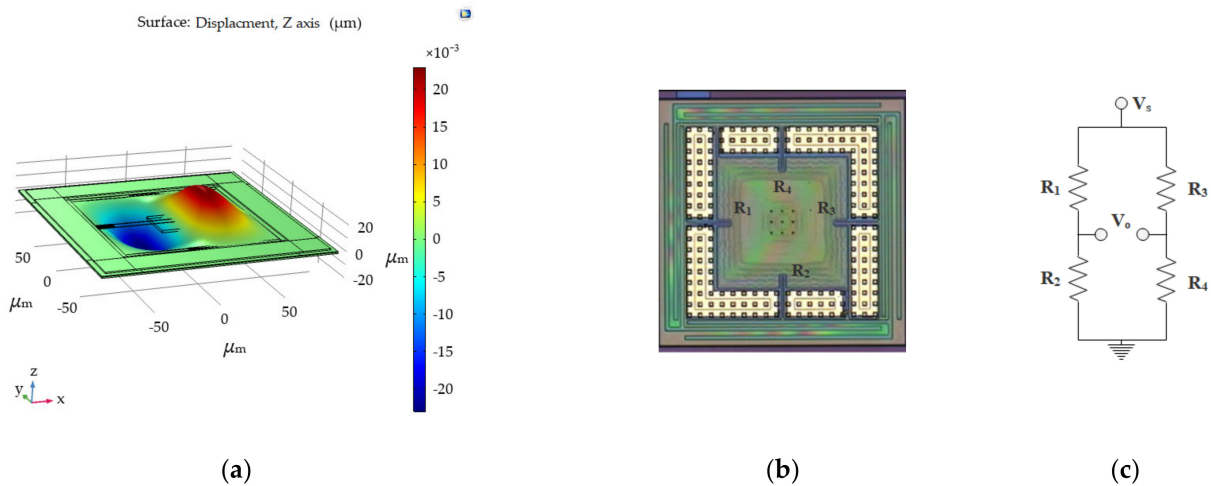 Surface: Displacment, Z axis (μm)
×10⁻³
20
15
10
5
0
-5
-10
-15
-20
20
0
-20
μm
50
0
-50
μm
-50
0
50
μm
z
y
x
R4
R1
R3
R2
Vs
R1
R3
Vo
R2
R4
(a)
(b)
(c)